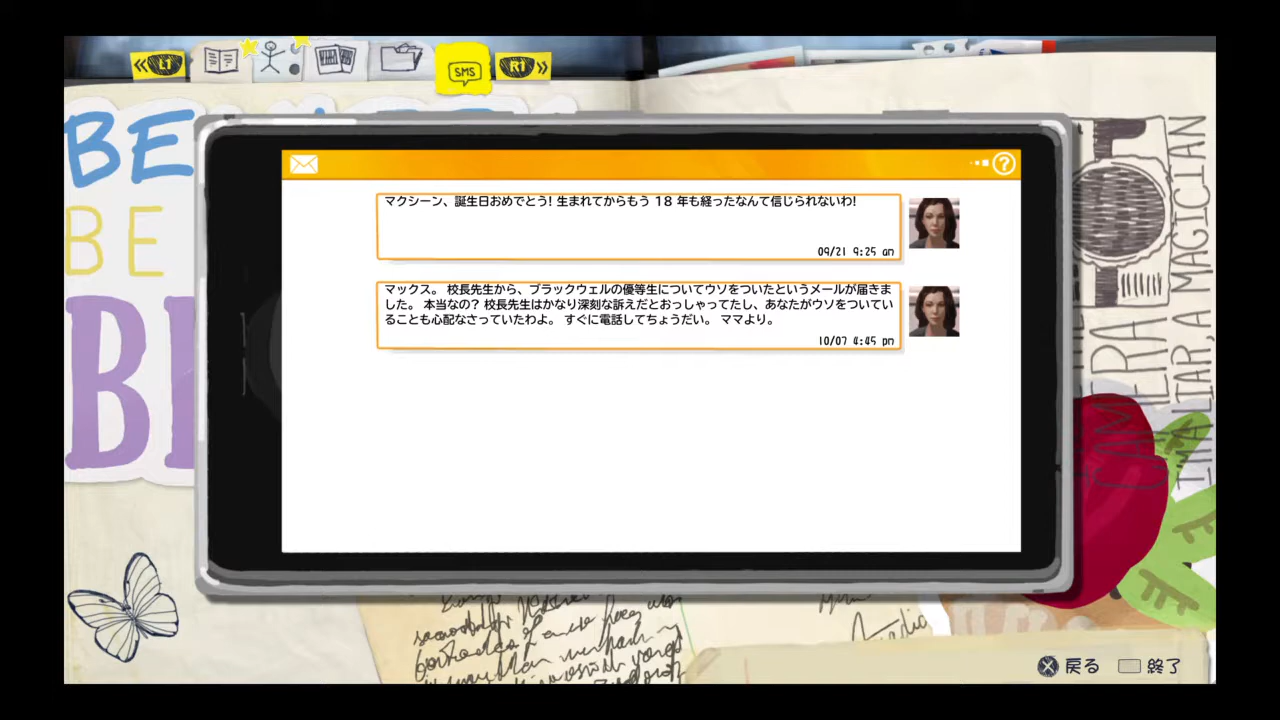 L1
SMS
R1
BE
BE
マクシーン、誕生日おめでとう! 生まれてからもう 18 年も経ったなんて信じられないわ!
09/21 9:25 am
マックス。 校長先生から、ブラックウェルの優等生についてウソをついたというメールが届きま
した。 本当なの? 校長先生はかなり深刻な訴えだとおっしゃってたし、あなたがウソをついてい
ることも心配なさっていたわよ。 すぐに電話してちょうだい。 ママより。
10/07 4:45 pm
?
MAGICIAN
戻る
終了